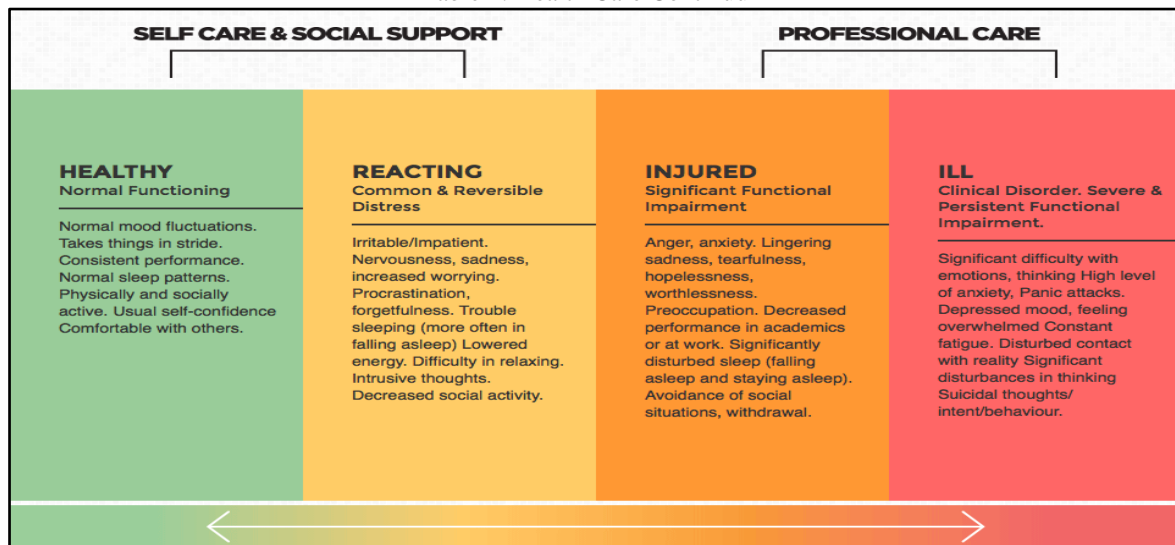 SELF CARE & SOCIAL SUPPORT
PROFESSIONAL CARE
HEALTHY
Normal Functioning
Normal mood fluctuations.
Takes things in stride.
Consistent performance.
Normal sleep patterns.
Physically and socially
active. Usual self-confidence
Comfortable with others.
REACTING
Common & Reversible
Distress
Irritable/Impatient.
Nervousness, sadness,
increased worrying.
Procrastination,
forgetfulness. Trouble
sleeping (more often in
falling asleep) Lowered
energy. Difficulty in relaxing.
Intrusive thoughts.
Decreased social activity.
INJURED
Significant Functional
Impairment
Anger, anxiety. Lingering
sadness, tearfulness,
hopelessness,
worthlessness.
Preoccupation. Decreased
performance in academics
or at work. Significantly
disturbed sleep (falling
asleep and staying asleep).
Avoidance of social
situations, withdrawal.
ILL
Clinical Disorder. Severe &
Persistent Functional
Impairment.
Significant difficulty with
emotions, thinking High level
of anxiety, Panic attacks.
Depressed mood, feeling
overwhelmed Constant
fatigue. Disturbed contact
with reality Significant
disturbances in thinking
Suicidal thoughts/
intent/behaviour.